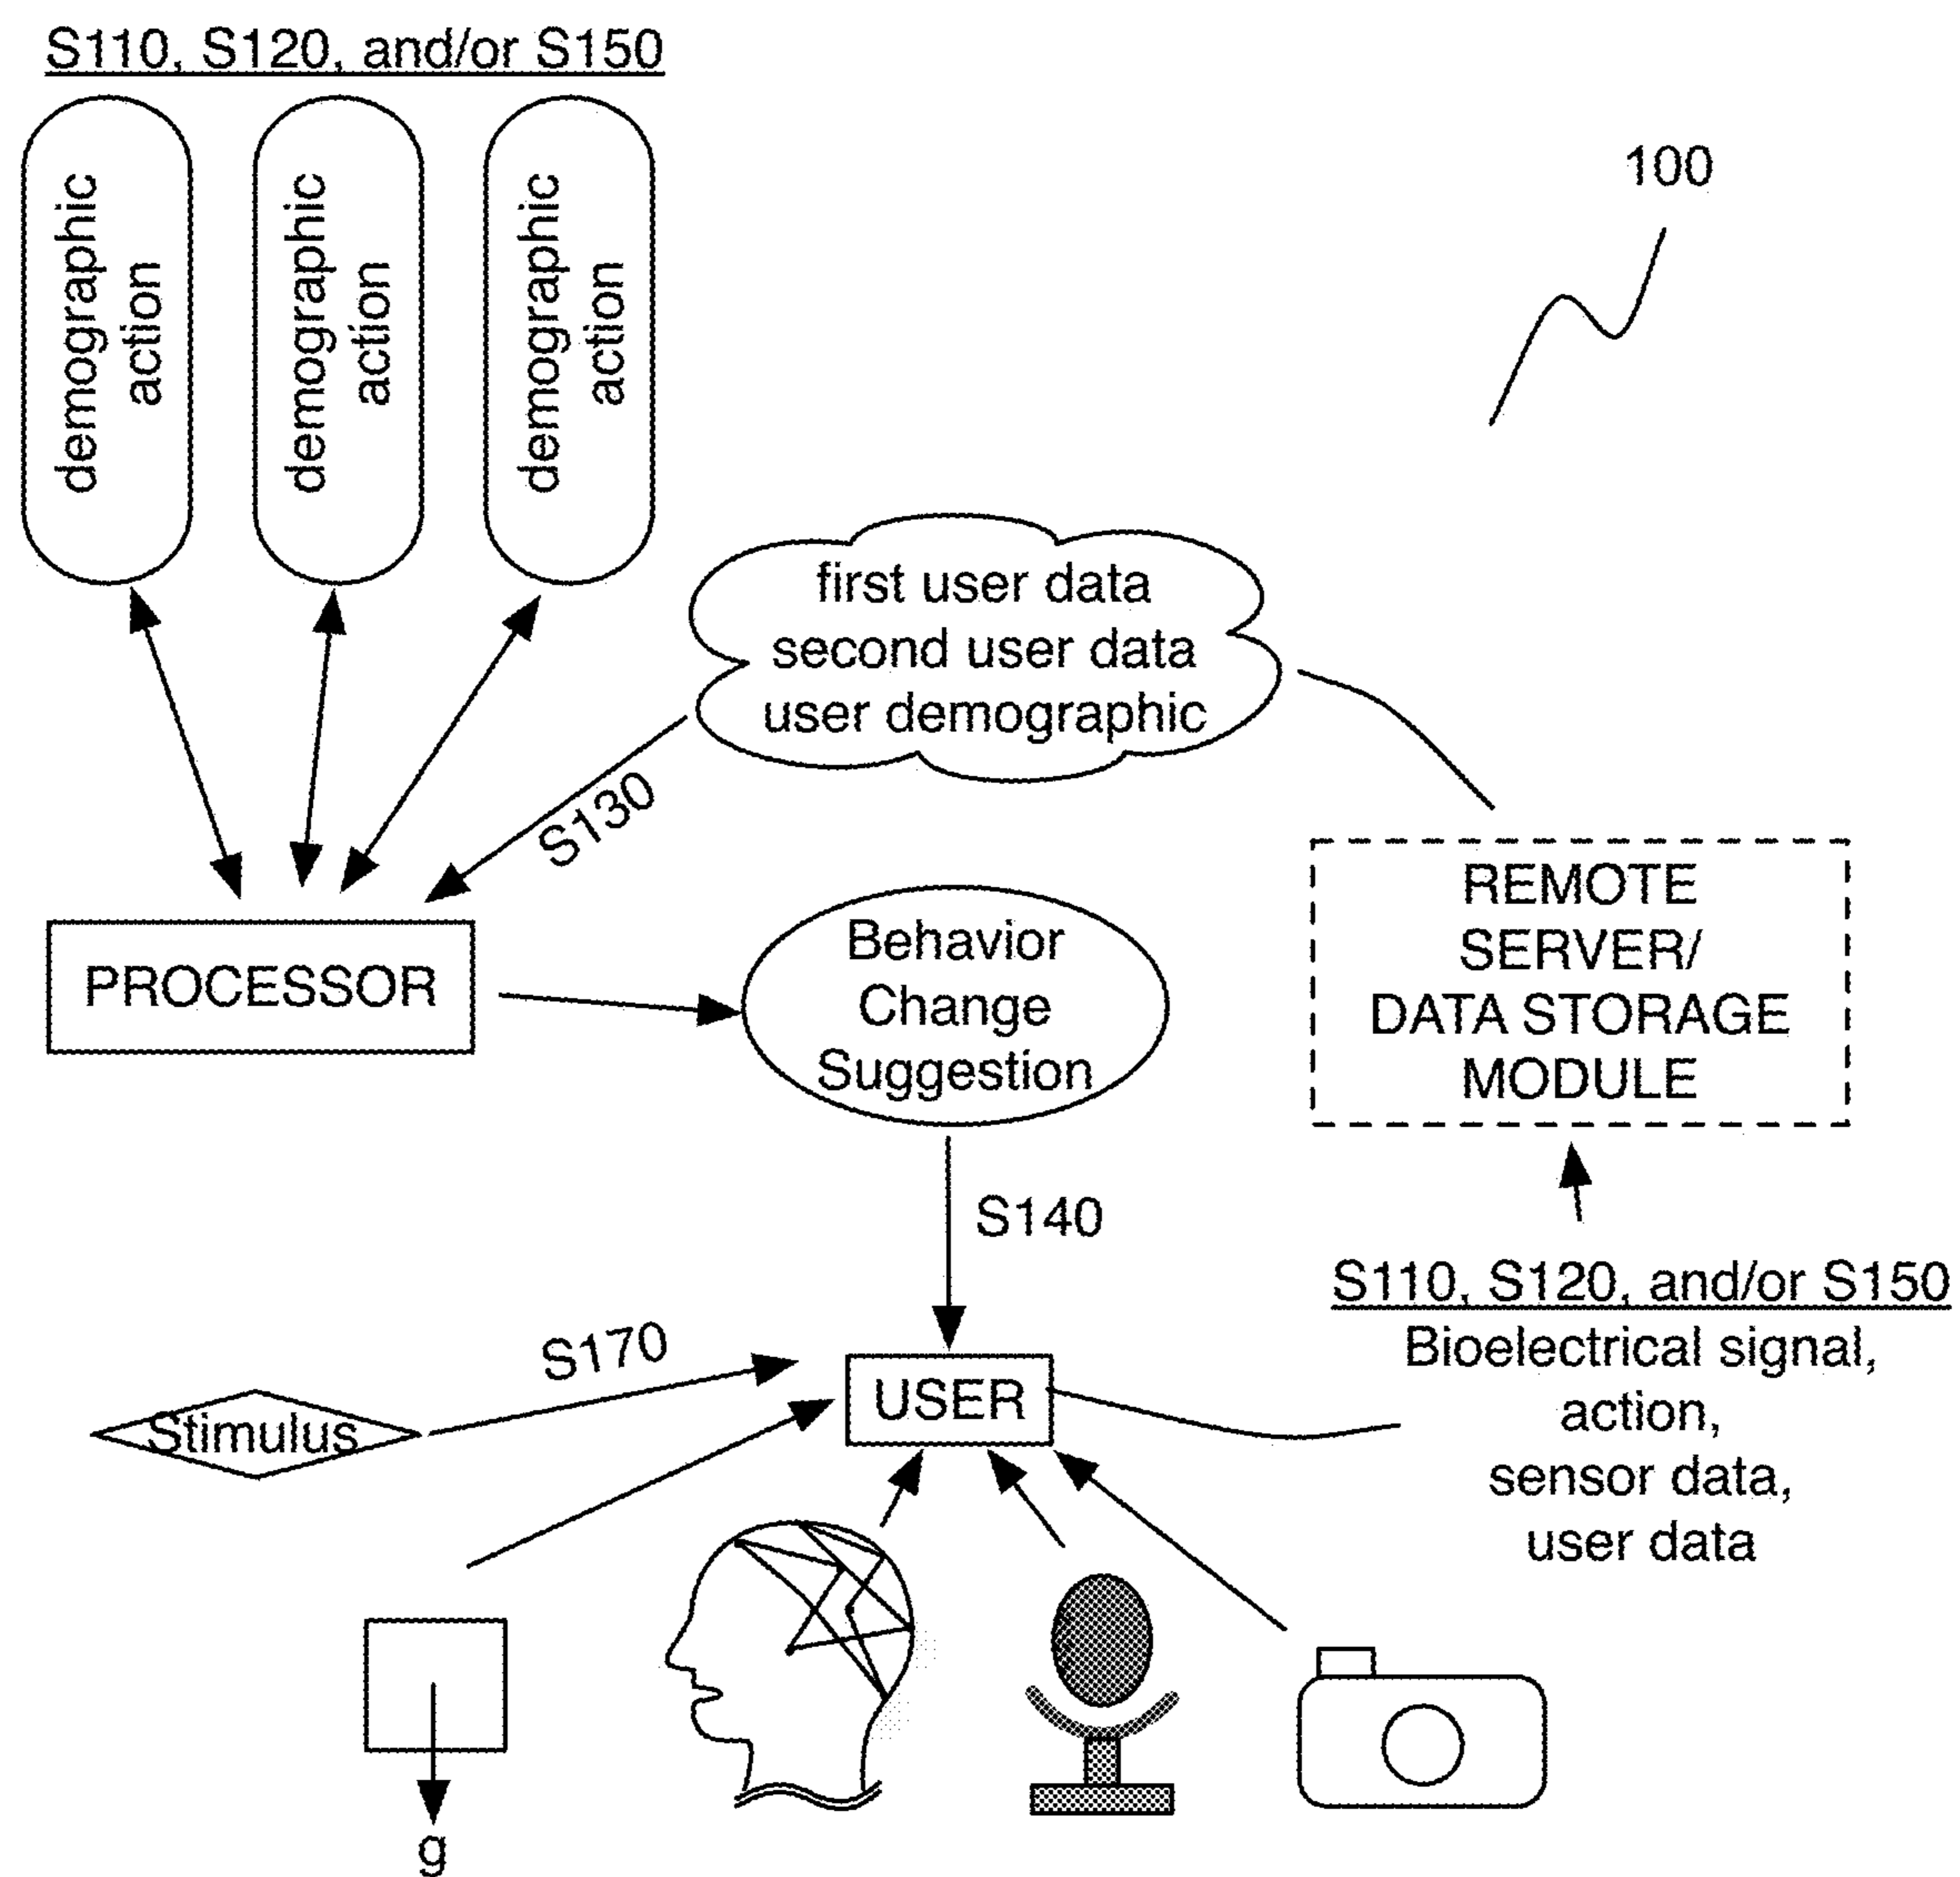 S110, S120, and/or S150
demographic
action
demographic
action
demographic
action
100
first user data
second user data
user demographic
S130
PROCESSOR
Behavior
Change
Suggestion
REMOTE
SERVER/
DATA STORAGE
MODULE
S140
S110, S120, and/or S150
Bioelectrical signal,
action,
sensor data,
user data
S170
Stimulus
USER
g